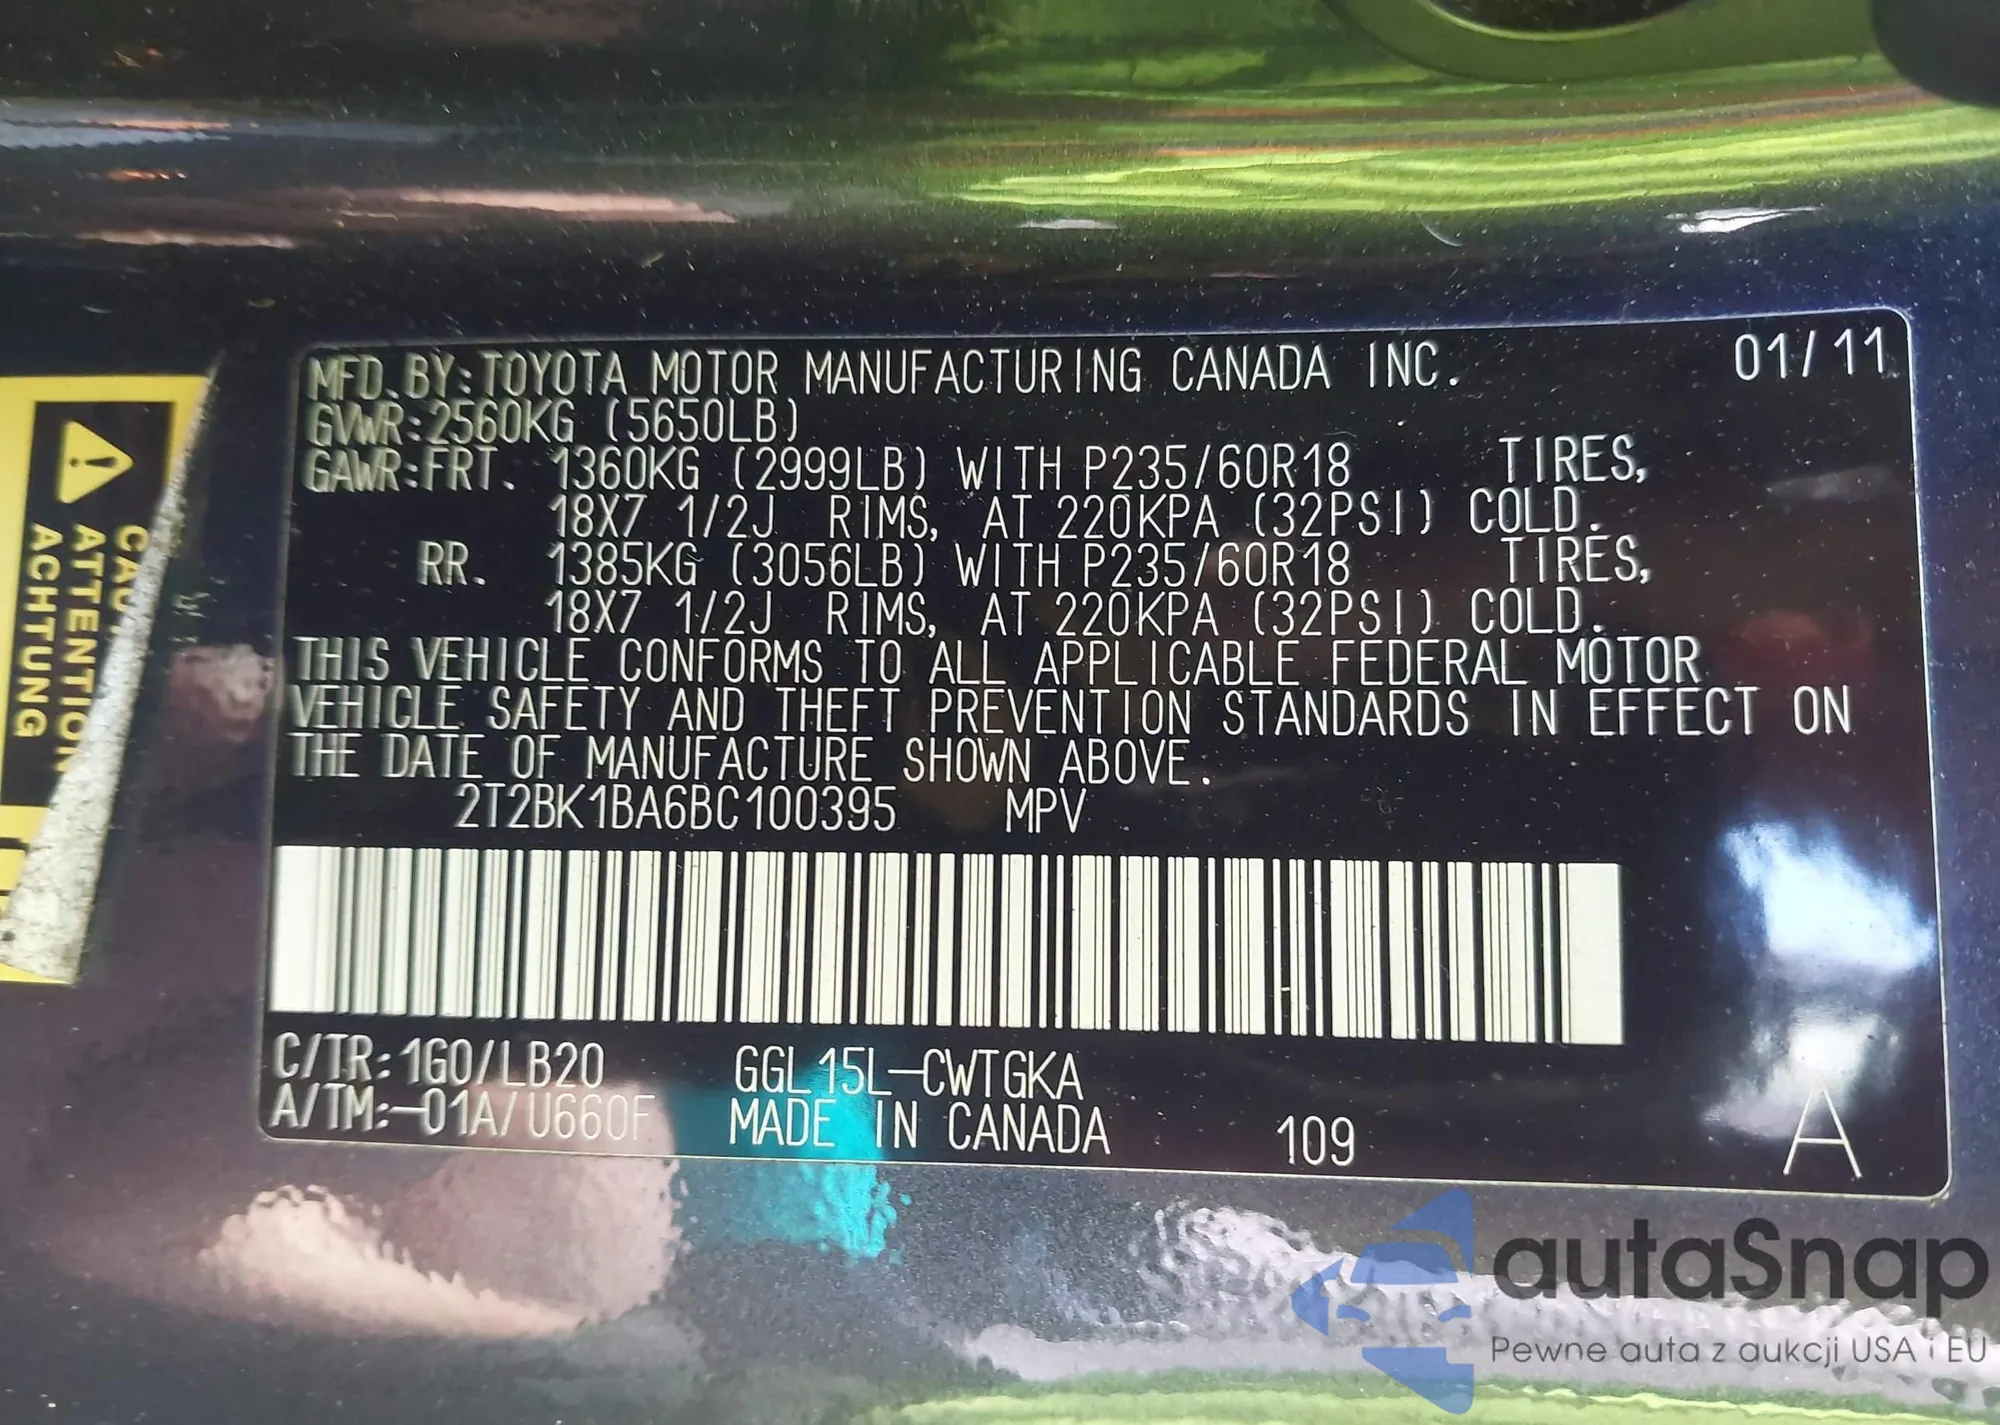 MFD.BY:TOYOTA MOTOR MANUFACTURING CANADA INC. 01/11
GVWR:2560KG (5650LB)
GAWR:FRT. 1360KG (2999LB) WITH P235/60R18 TIRES,
18X7 1/2J RIMS, AT 220KPA (32PSI) COLD.
RR. 1385KG (3056LB) WITH P235/60R18 TIRES,
18X7 1/2J RIMS, AT 220KPA (32PSI) COLD.
THIS VEHICLE CONFORMS TO ALL APPLICABLE FEDERAL MOTOR
VEHICLE SAFETY AND THEFT PREVENTION STANDARDS IN EFFECT ON
THE DATE OF MANUFACTURE SHOWN ABOVE.
2T2BK1BA6BC100395 MPV
C/TR:1G0/LB20 GGL15L-CWTGKA
A/TM:-01A/U660F MADE IN CANADA 109 A
ATTENTION
ACHTUNG
autaSnap
Pewne auta z aukcji USA i EU